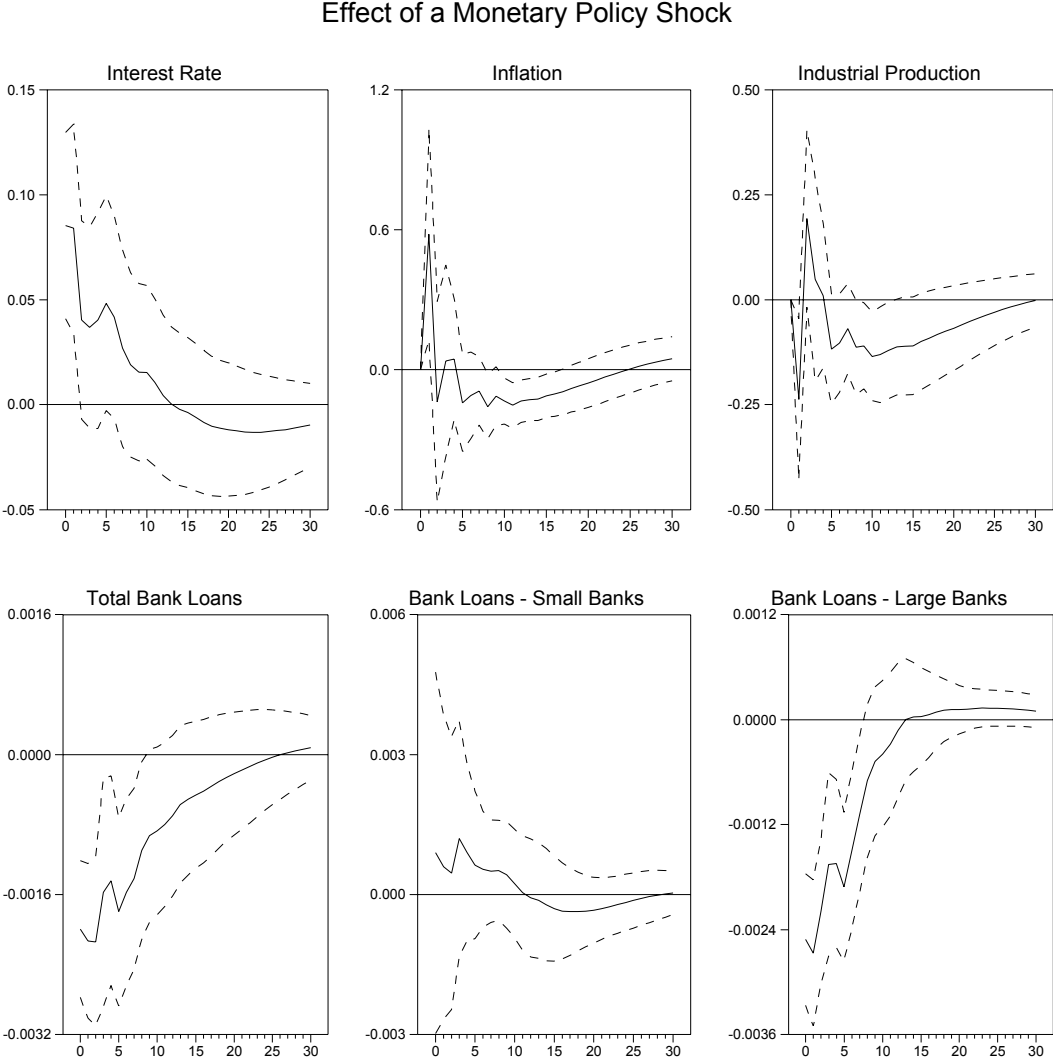 Effect of a Monetary Policy Shock
Interest Rate
0.15
0.10
0.05
0.00
-0.05
0 5 10 15 20 25 30
Inflation
1.2
0.6
0.0
-0.6
0 5 10 15 20 25 30
Industrial Production
0.50
0.25
0.00
-0.25
-0.50
0 5 10 15 20 25 30
Total Bank Loans
0.0016
0.0000
-0.0016
-0.0032
0 5 10 15 20 25 30
Bank Loans - Small Banks
0.006
0.003
0.000
-0.003
0 5 10 15 20 25 30
Bank Loans - Large Banks
0.0012
0.0000
-0.0012
-0.0024
-0.0036
0 5 10 15 20 25 30